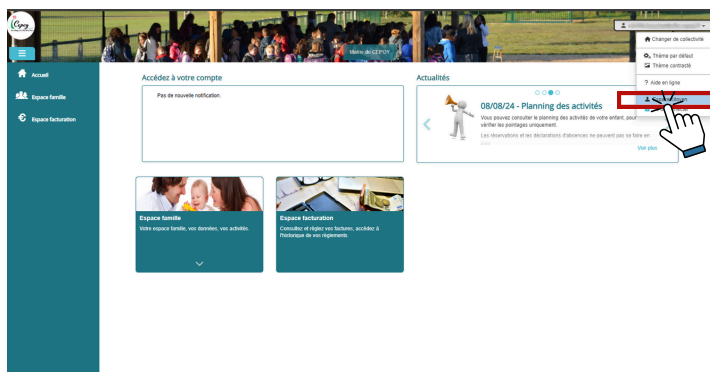 Cepoy
Mairie de CEPOY
Changer de collectivité
Thème par défaut
Thème contrasté
? Aide en ligne
Accueil
Espace famille
Espace facturation
Accédez à votre compte
Pas de nouvelle notification.
Actualités
08/08/24 - Planning des activités
Vous pouvez consulter le planning des activités de votre enfant, pour
vérifier les pointages uniquement.
Les réservations et les déclarations d'absences ne peuvent pas se faire en
Voir plus
Espace famille
Votre espace famille, vos données, vos activités.
Espace facturation
Consultez et réglez vos factures, accédez à
l'historique de vos règlements.